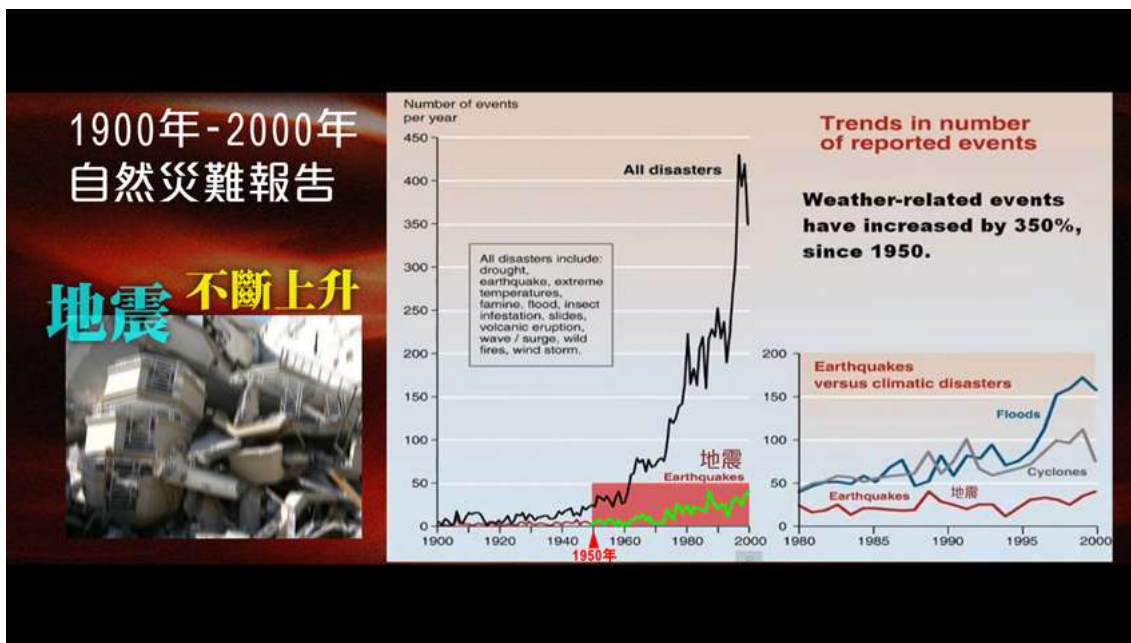 1900年-2000年
自然災難報告
地震 不斷上升
Number of events
per year
450
400
350
300
250
200
150
100
50
0
1900
1920
1940
1960
1980
2000
1950年
All disasters
All disasters include:
drought,
earthquake, extreme
temperatures,
famine, flood, insect
infestation, slides,
volcanic eruption,
wave / surge, wild
fires, wind storm.
地震
Earthquakes
Trends in number
of reported events
Weather-related events
have increased by 350%,
since 1950.
200
150
100
50
0
Earthquakes
versus climatic disasters
Floods
Cyclones
Earthquakes
地震
1980
1985
1990
1995
2000